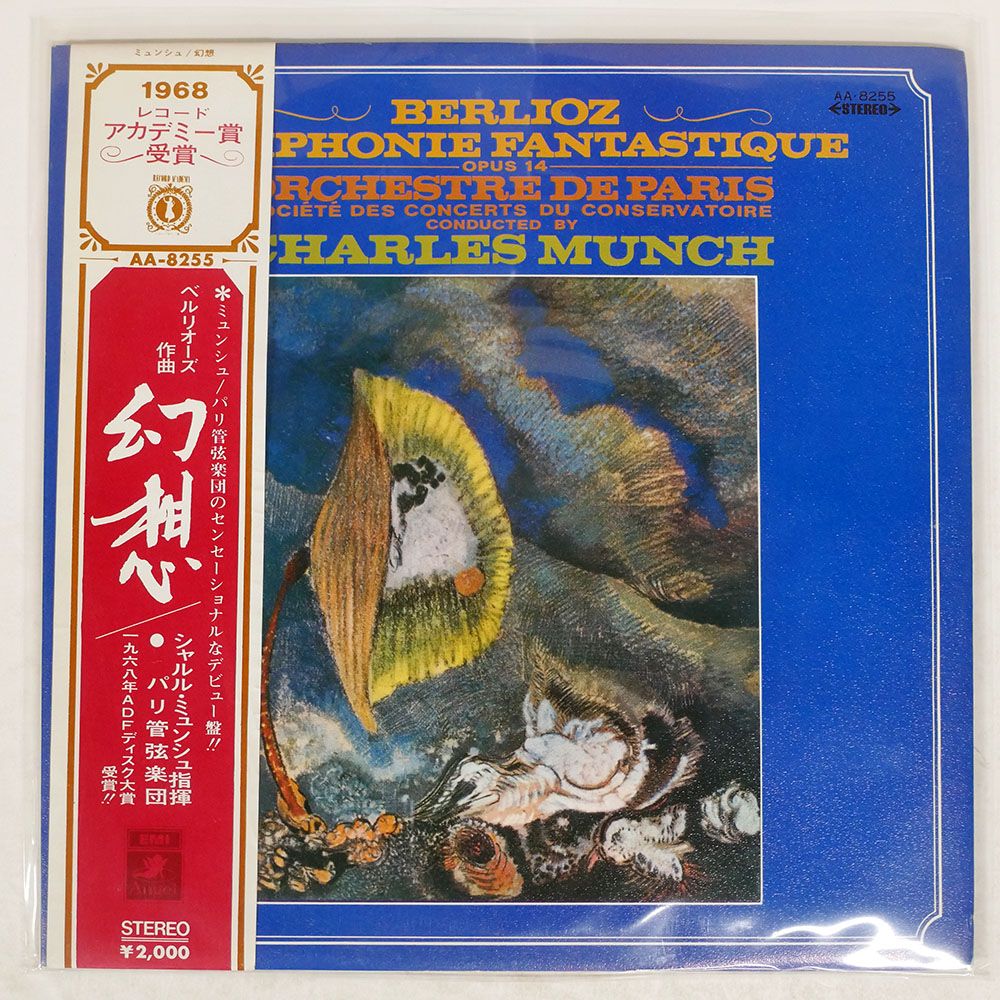 ミュンシュ/幻想
1968
レコード
アカデミー賞
受賞
AA-8255
ベルリオーズ
作曲
幻想
*ミュンシュ/パリ管弦楽団のセンセーショナルなデビュー盤!!
シャルル・ミュンシュ指揮
●パリ管弦楽団
一九六八年ADFディスク大賞
受賞!!
EMI
Angel
STEREO
¥2,000
AA-8255
STEREO
BERLIOZ
PHONIE FANTASTIQUE
OPUS 14
ORCHESTRE DE PARIS
OCIÉTÉ DES CONCERTS DU CONSERVATOIRE
CONDUCTED BY
CHARLES MUNCH